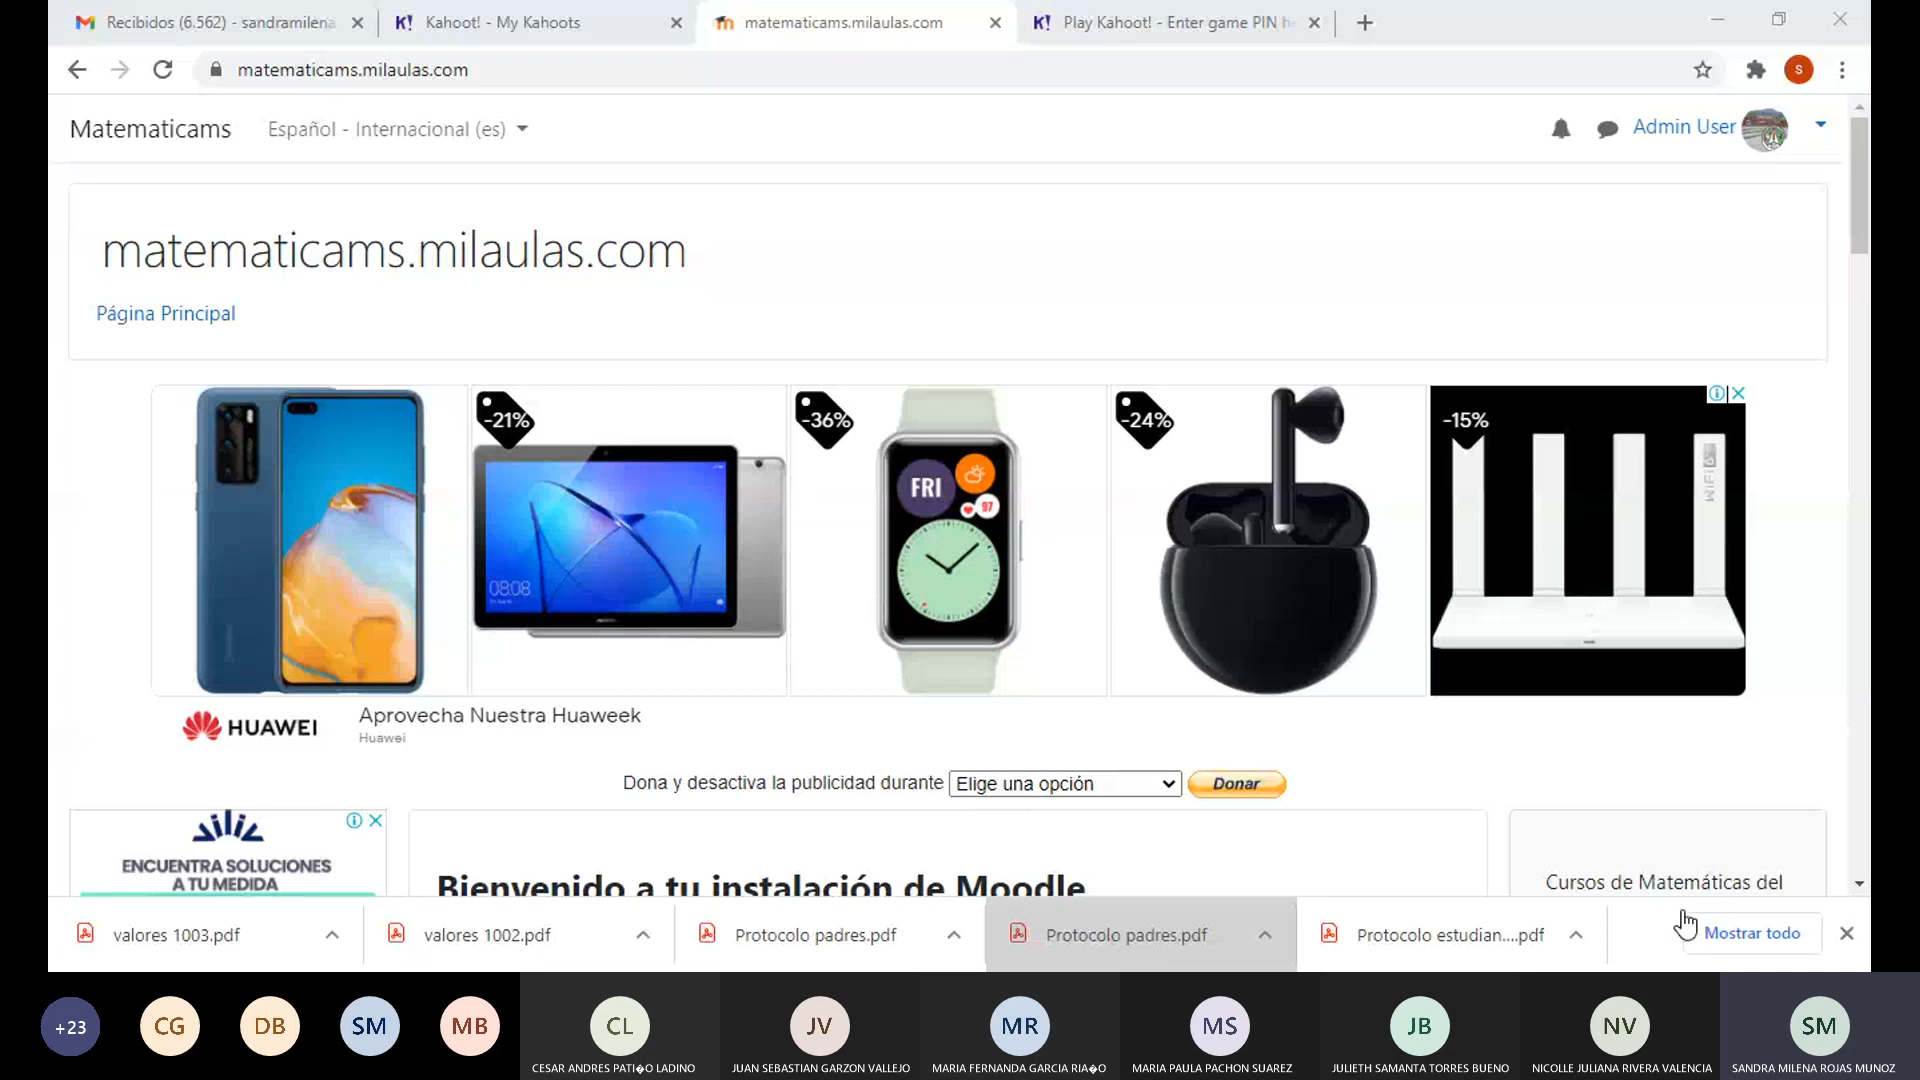 Recibidos (6.562) - sandramilena
Kahoot! - My Kahoots
matematicams.milaulas.com
Play Kahoot! - Enter game PIN
matematicams.milaulas.com
S
Matematicams
Español - Internacional (es)
Admin User
matematicams.milaulas.com
Página Principal
-21%
-36%
-24%
-15%
FRI
97
08:08
HUAWEI
Aprovecha Nuestra Huaweek
Huawei
Dona y desactiva la publicidad durante
Elige una opción
Donar
ENCUENTRA SOLUCIONES
A TU MEDIDA
Bienvenido a tu instalación de Moodle
Cursos de Matemáticas del
valores 1003.pdf
valores 1002.pdf
Protocolo padres.pdf
Protocolo padres.pdf
Protocolo estudian....pdf
Mostrar todo
+23
CG
DB
SM
MB
CL
JV
MR
MS
JB
NV
SM
CESAR ANDRES PATI�O LADINO
JUAN SEBASTIAN GARZON VALLEJO
MARIA FERNANDA GARCIA RIA�O
MARIA PAULA PACHON SUAREZ
JULIETH SAMANTA TORRES BUENO
NICOLLE JULIANA RIVERA VALENCIA
SANDRA MILENA ROJAS MUNOZ